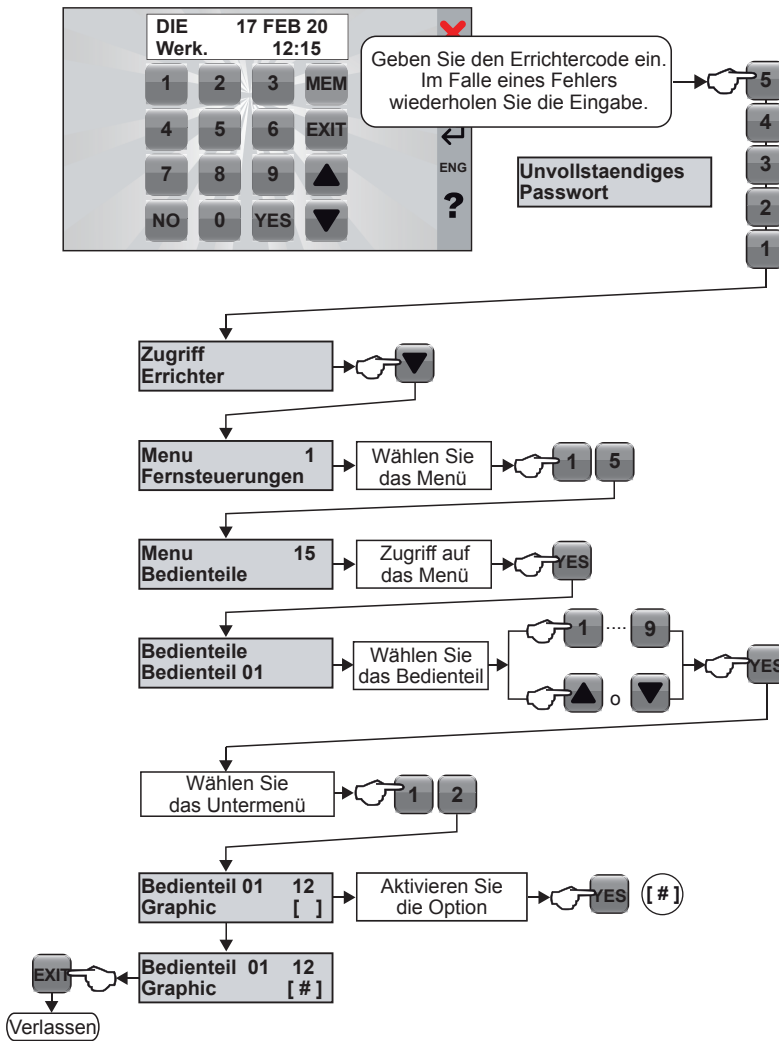 DIE 17 FEB 20
Werk. 12:15
1 2 3 MEM
4 5 6 EXIT
7 8 9
NO 0 YES
ENG
?
Geben Sie den Errichtercode ein.
Im Falle eines Fehlers
wiederholen Sie die Eingabe.
5
4
3
2
1
Unvollstaendiges
Passwort
Zugriff
Errichter
Menu 1
Fernsteuerungen
Wählen Sie
das Menü
1 5
Menu 15
Bedienteile
Zugriff auf
das Menü
YES
Bedienteile
Bedienteil 01
Wählen Sie
das Bedienteil
1 ···· 9
o
YES
Wählen Sie
das Untermenü
1 2
Bedienteil 01 12
Graphic [ ]
Aktivieren Sie
die Option
YES
[ # ]
Bedienteil 01 12
Graphic [ # ]
EXIT
Verlassen